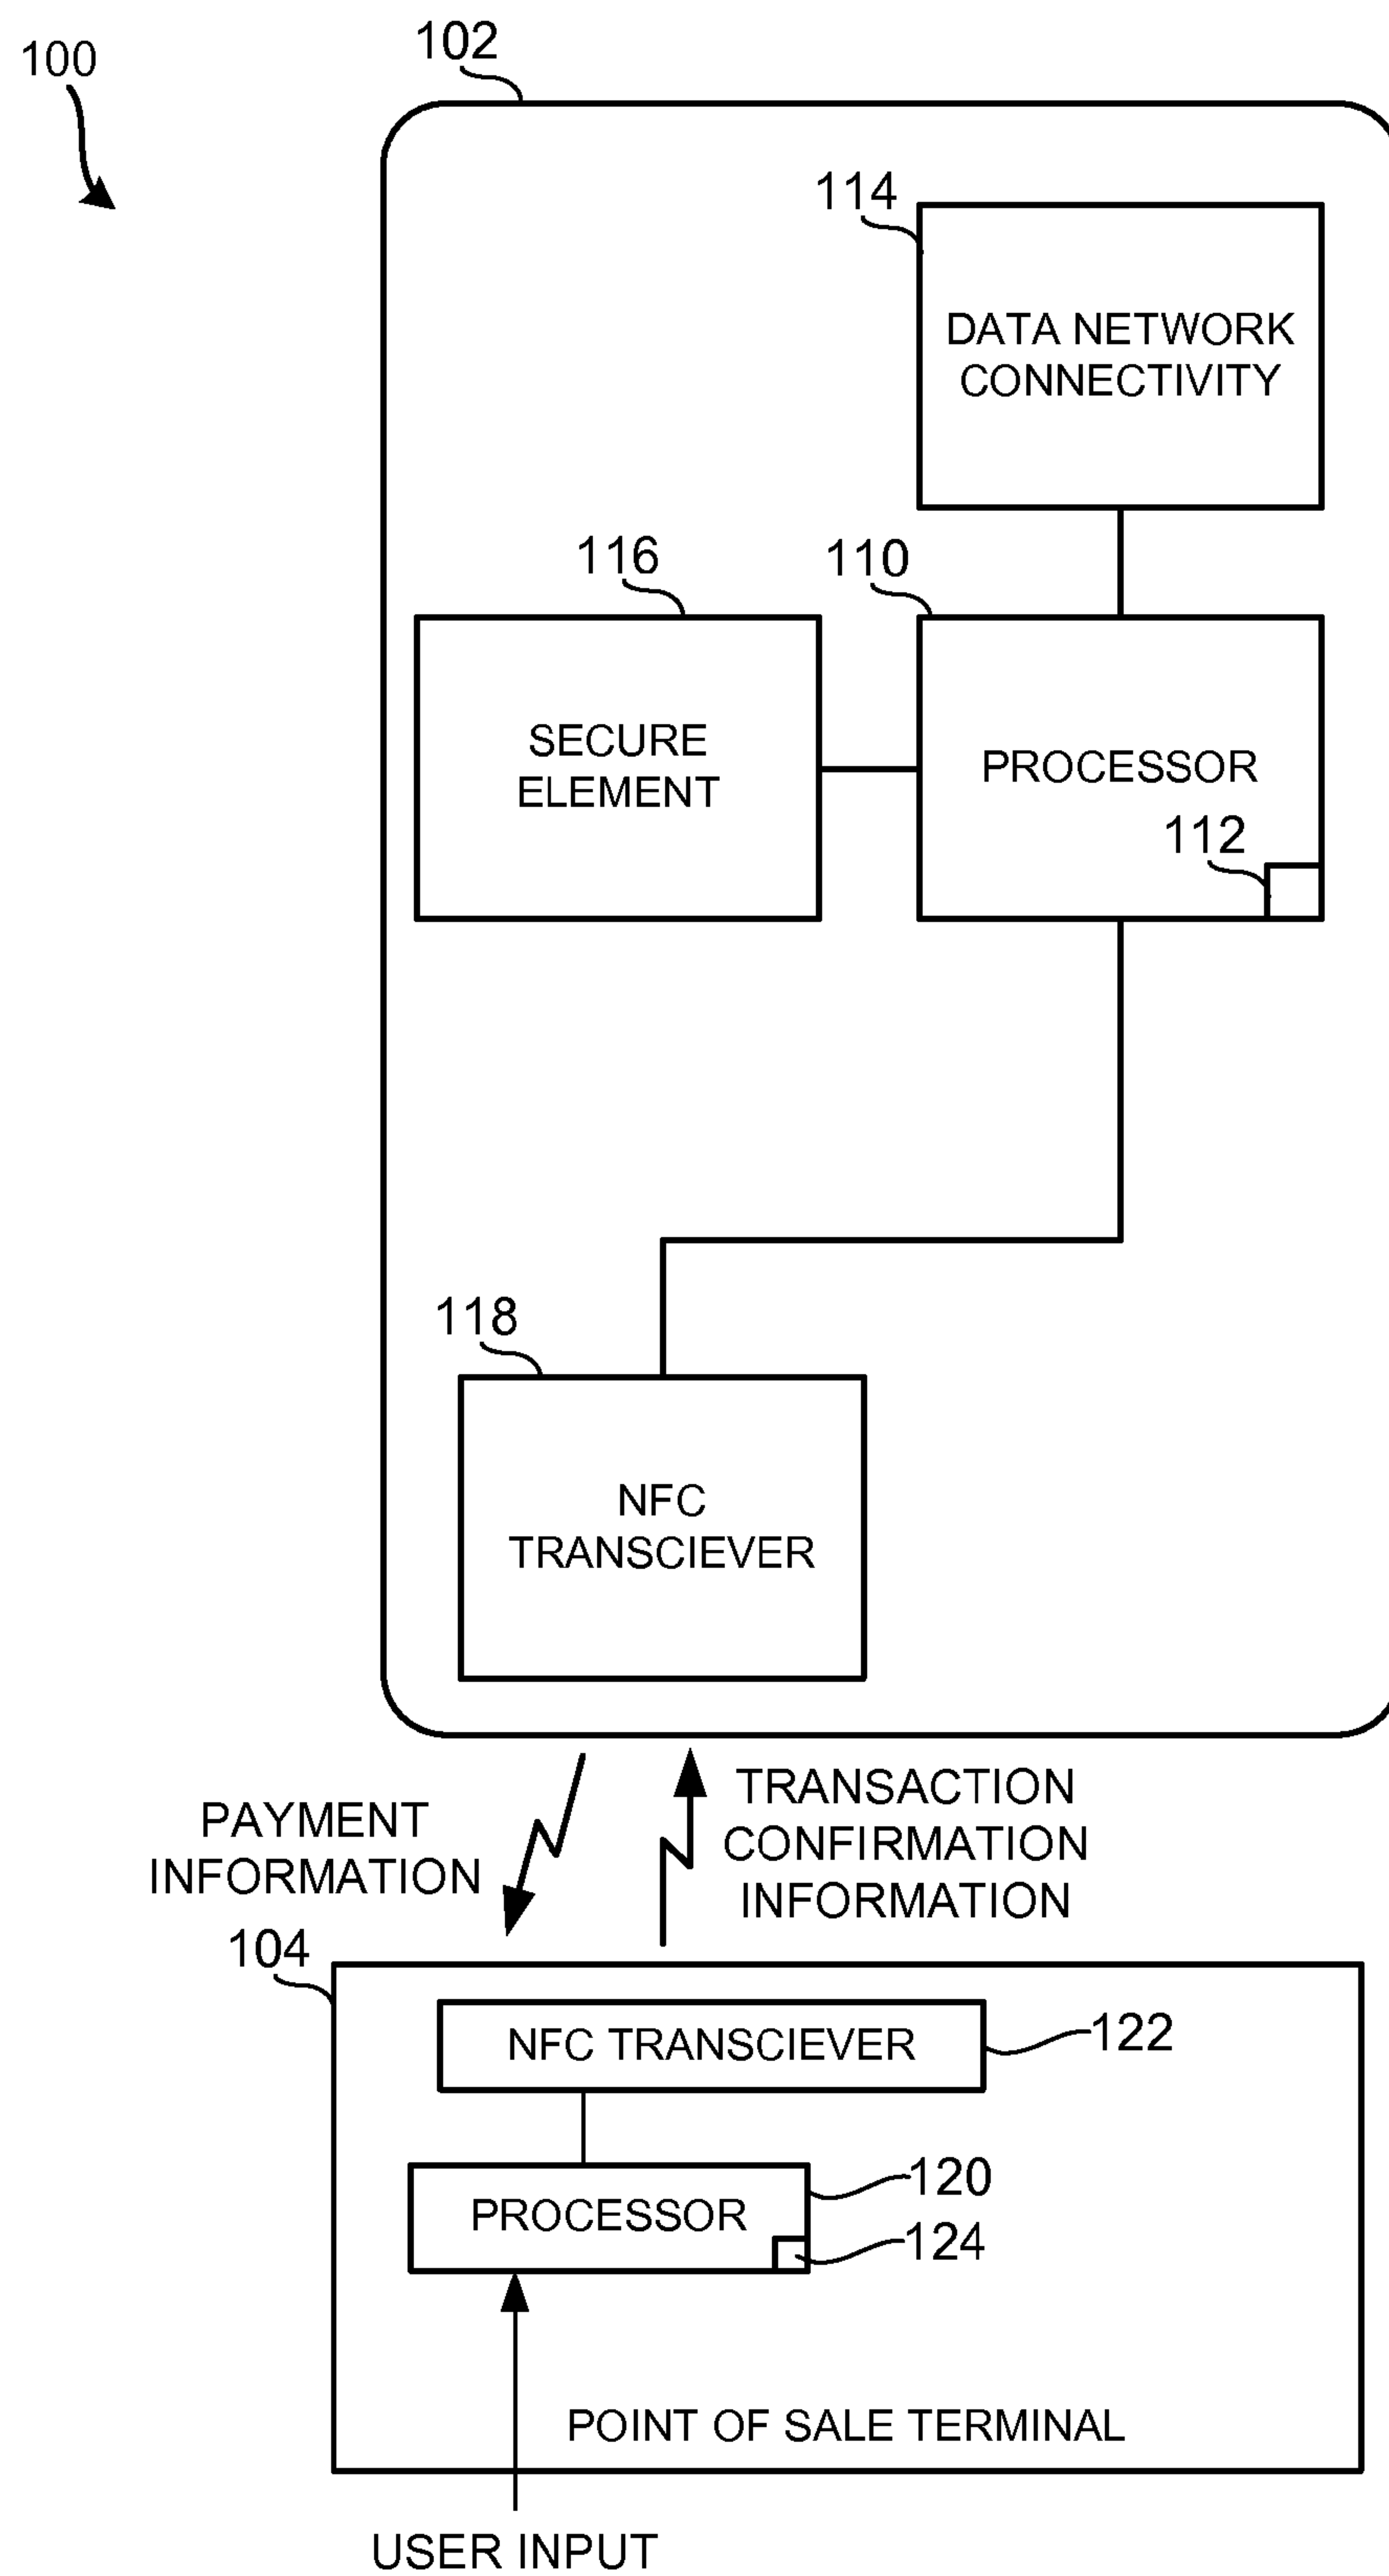 100
102
114
DATA NETWORK
CONNECTIVITY
116
110
SECURE
ELEMENT
PROCESSOR
112
118
NFC
TRANSCIEVER
PAYMENT
INFORMATION
TRANSACTION
CONFIRMATION
INFORMATION
104
NFC TRANSCIEVER
122
PROCESSOR
120
124
POINT OF SALE TERMINAL
USER INPUT